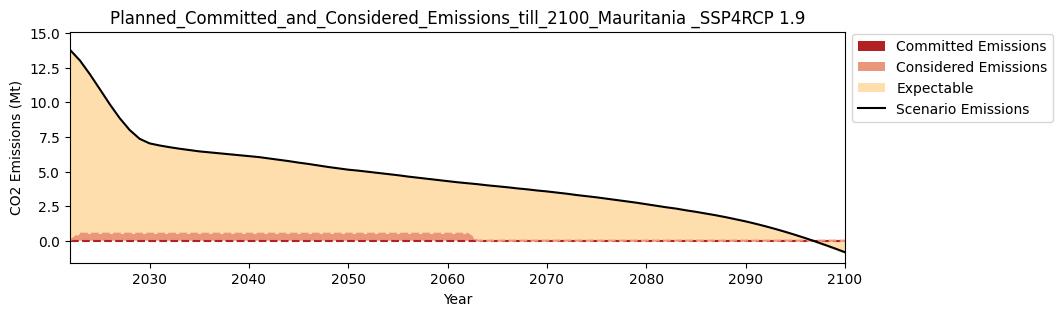 Planned_Committed_and_Considered_Emissions_till_2100_Mauritania _SSP4RCP 1.9
CO2 Emissions (Mt)
15.0
12.5
10.0
7.5
5.0
2.5
0.0
2030 2040 2050 2060 2070 2080 2090 2100
Year
Committed Emissions
Considered Emissions
Expectable
Scenario Emissions